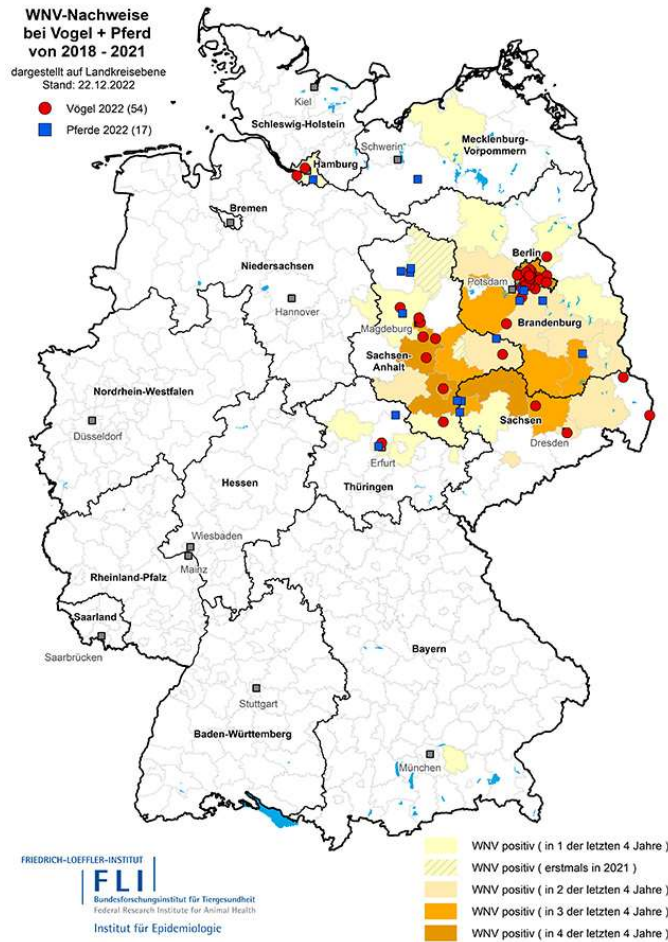 WNV-Nachweise
bei Vogel + Pferd
von 2018 - 2021
dargestellt auf Landkreisebene
Stand: 22.12.2022
Vögel 2022 (54)
Pferde 2022 (17)
Kiel
Schleswig-Holstein
Mecklenburg-
Vorpommern
Schwerin
Hamburg
Bremen
Niedersachsen
Hannover
Berlin
Potsdam
Brandenburg
Magdeburg
Sachsen-
Anhalt
Nordrhein-Westfalen
Düsseldorf
Sachsen
Dresden
Erfurt
Thüringen
Hessen
Wiesbaden
Mainz
Rheinland-Pfalz
Saarland
Saarbrücken
Bayern
Stuttgart
Baden-Württemberg
München
WNV positiv ( in 1 der letzten 4 Jahre )
WNV positiv ( erstmals in 2021 )
WNV positiv ( in 2 der letzten 4 Jahre )
WNV positiv ( in 3 der letzten 4 Jahre )
WNV positiv ( in 4 der letzten 4 Jahre )
FRIEDRICH-LOEFFLER-INSTITUT
FLI
Bundesforschungsinstitut für Tiergesundheit
Federal Research Institute for Animal Health
Institut für Epidemiologie